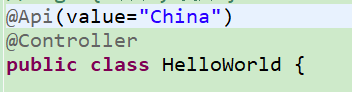 @Api(value="China")
@Controller
public class HelloWorld {